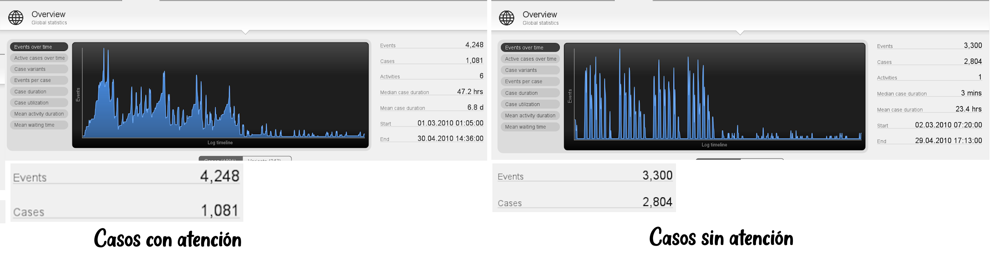 Overview
Global statistics
Events over time
Active cases over time
Case variants
Events per case
Case duration
Case utilization
Mean activity duration
Mean waiting time
Events
Log timeline
Events 4,248
Cases 1,081
Activities 6
Median case duration 47.2 hrs
Mean case duration 6.8 d
Start 01.03.2010 01:05:00
End 30.04.2010 14:36:00
Events 4,248
Cases 1,081
Casos con atención
Overview
Global statistics
Events over time
Active cases over time
Case variants
Events per case
Case duration
Case utilization
Mean activity duration
Mean waiting time
Events
Log timeline
Events 3,300
Cases 2,804
Activities 1
Median case duration 3 mins
Mean case duration 23.4 hrs
Start 02.03.2010 07:20:00
End 29.04.2010 17:13:00
Events 3,300
Cases 2,804
Casos sin atención